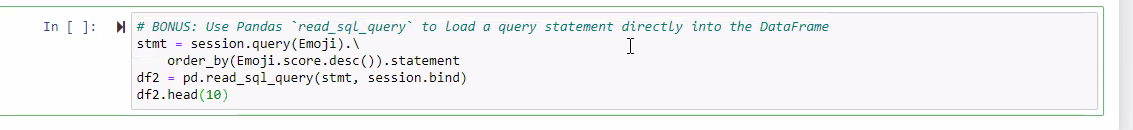 In [ ]: # BONUS: Use Pandas `read_sql_query` to load a query statement directly into the DataFrame
stmt = session.query(Emoji).\
    order_by(Emoji.score.desc()).statement
df2 = pd.read_sql_query(stmt, session.bind)
df2.head(10)